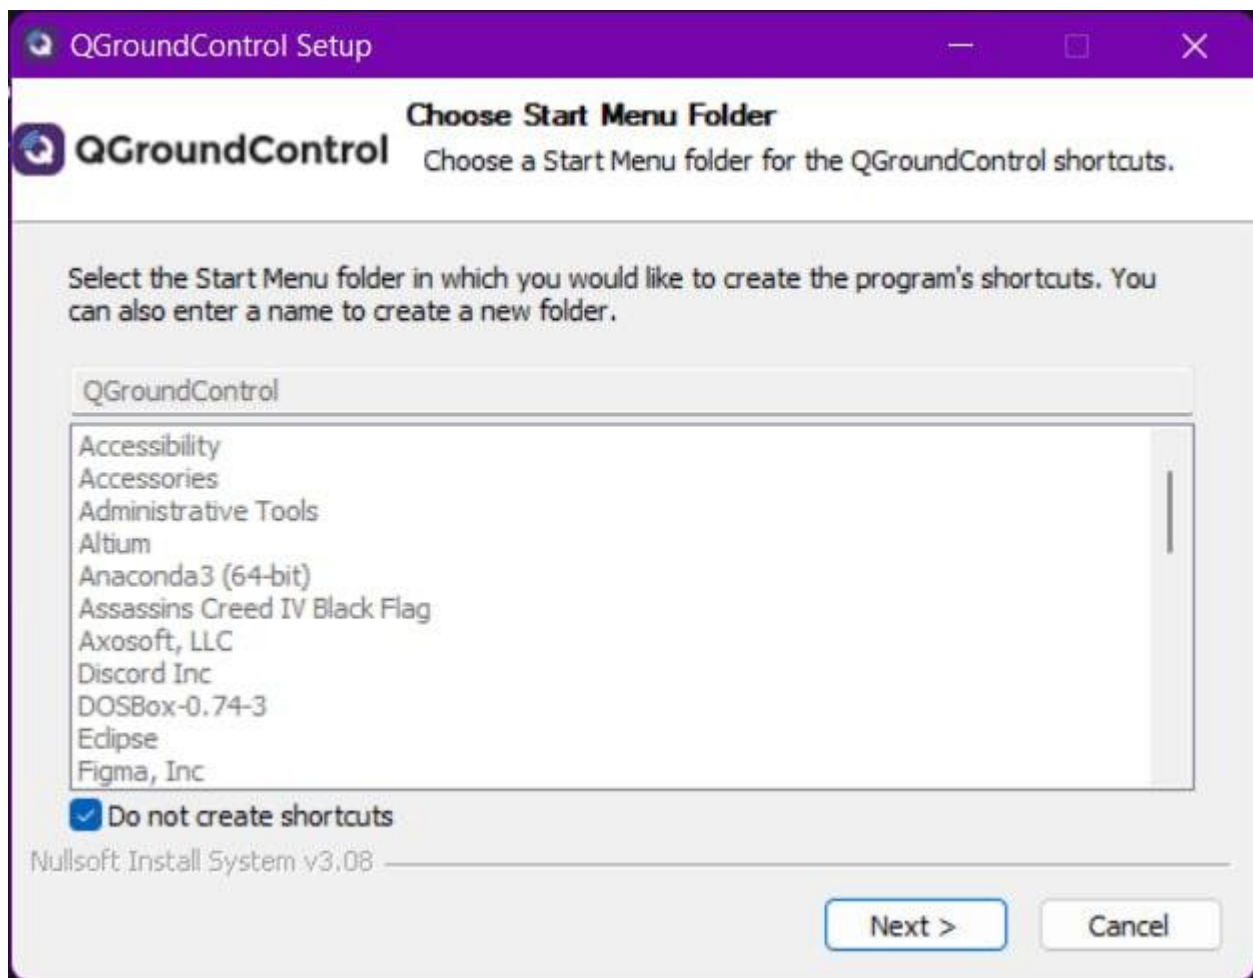 QGroundControl Setup
QGroundControl
Choose Start Menu Folder
Choose a Start Menu folder for the QGroundControl shortcuts.
Select the Start Menu folder in which you would like to create the program's shortcuts. You
can also enter a name to create a new folder.
QGroundControl
Accessibility
Accessories
Administrative Tools
Altium
Anaconda3 (64-bit)
Assassins Creed IV Black Flag
Axosoft, LLC
Discord Inc
DOSBox-0.74-3
Eclipse
Figma, Inc
Do not create shortcuts
Nullsoft Install System v3.08
Next >
Cancel